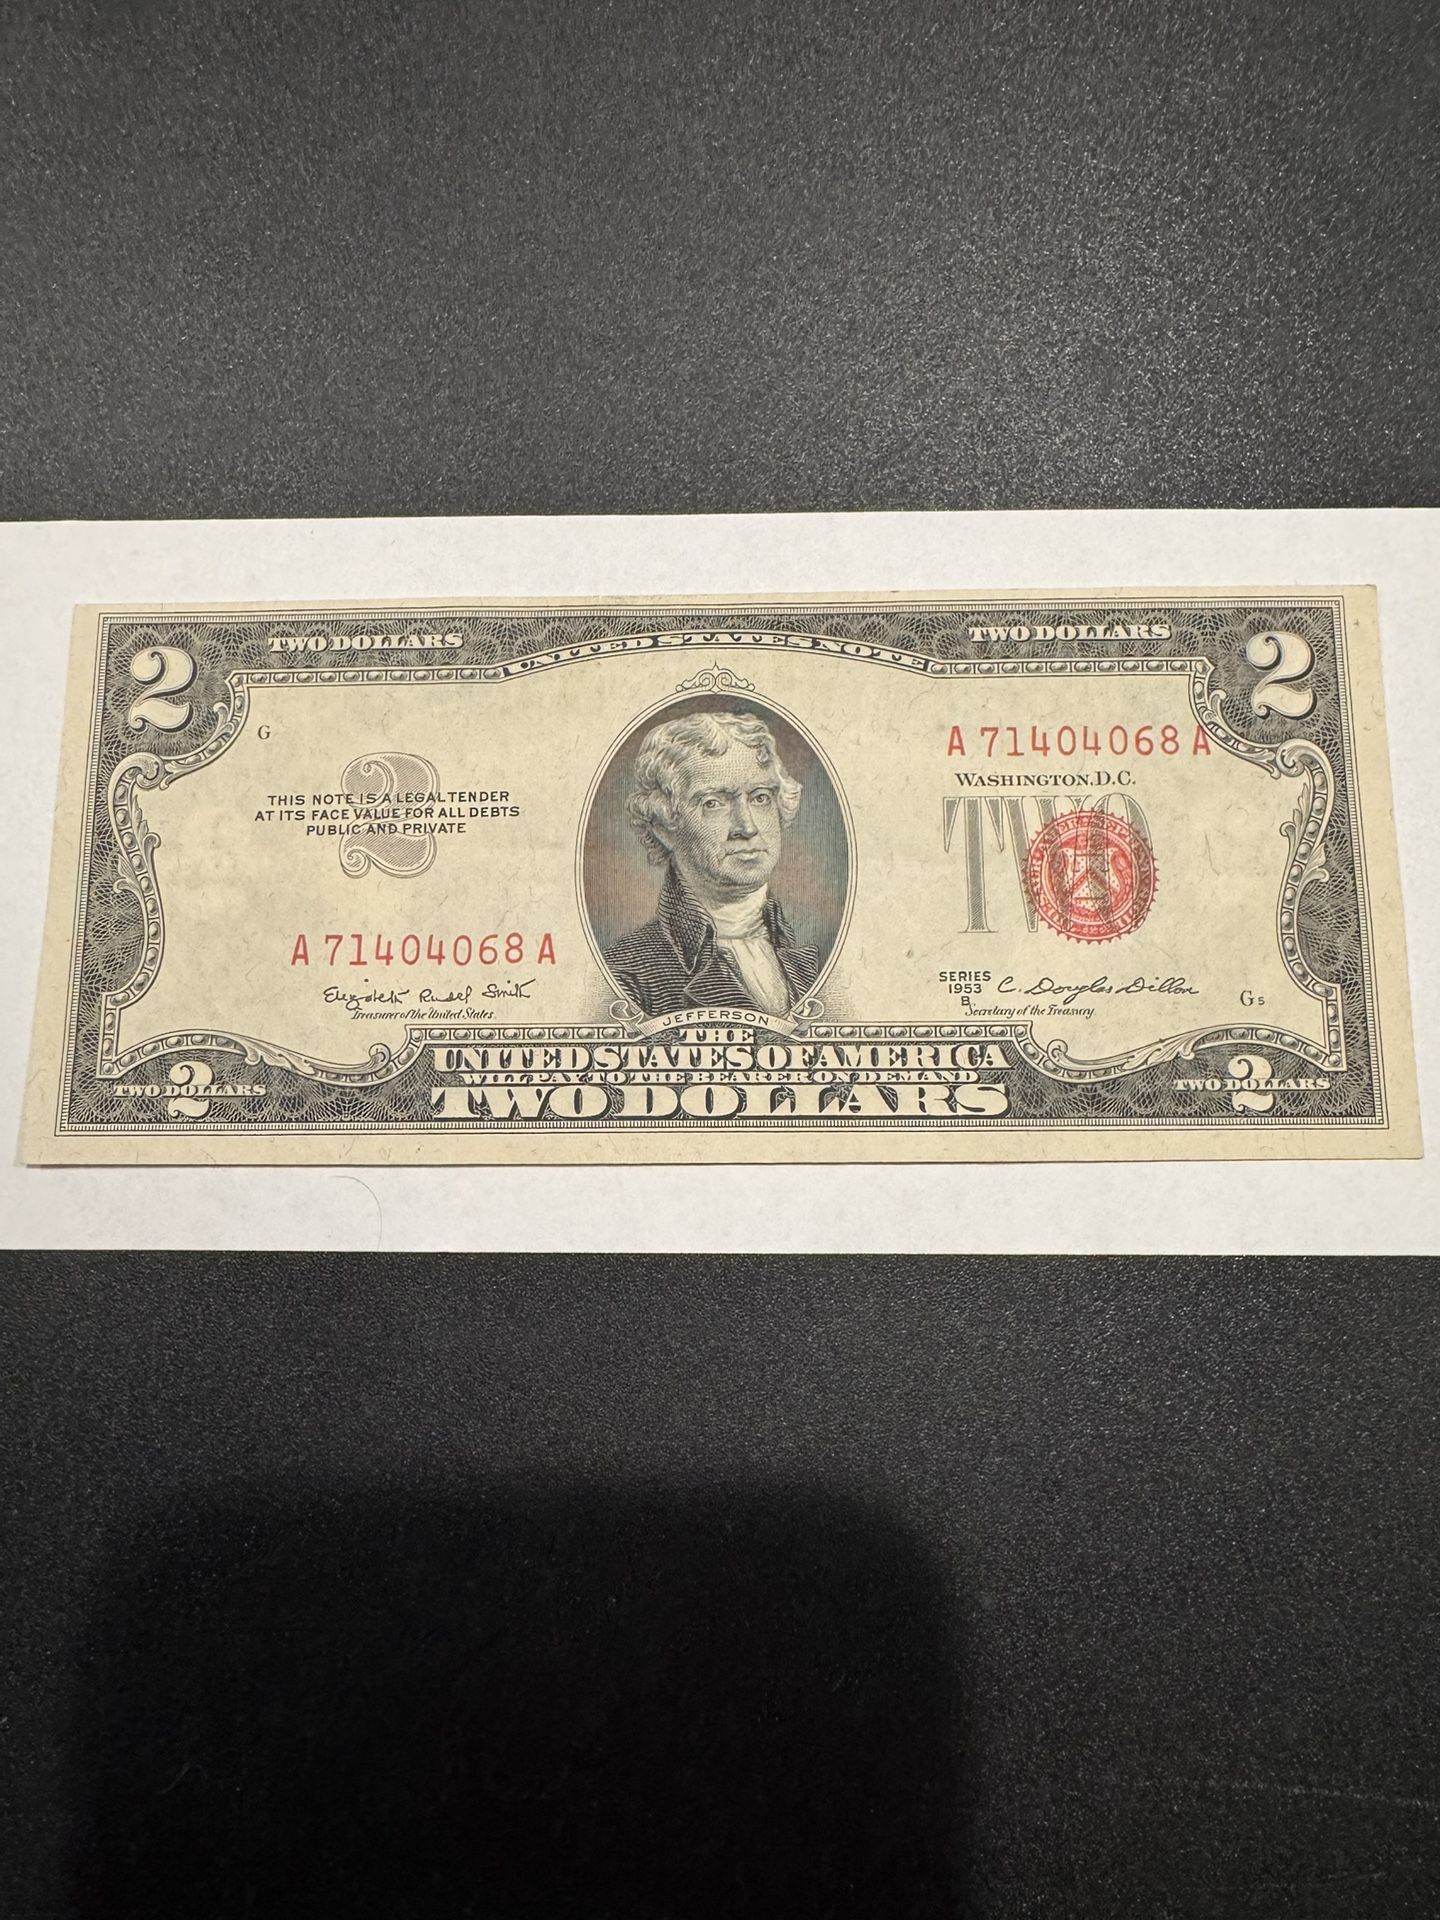 TWO DOLLARS
UNITED STATES NOTE
TWO DOLLARS
2
2
G
A 71404068 A
WASHINGTON, D.C.
2
THIS NOTE IS A LEGAL TENDER
AT ITS FACE VALUE FOR ALL DEBTS
PUBLIC AND PRIVATE
TWO
A 71404068 A
SERIES
1953
B
C. Douglas Dillon
Secretary of the Treasury.
G5
Elizabeth Rudel Smith
Treasurer of the United States.
JEFFERSON
THE
UNITED STATES OF AMERICA
WILL PAY TO THE BEARER ON DEMAND
TWO DOLLARS
2
TWO DOLLARS
2
TWO DOLLARS